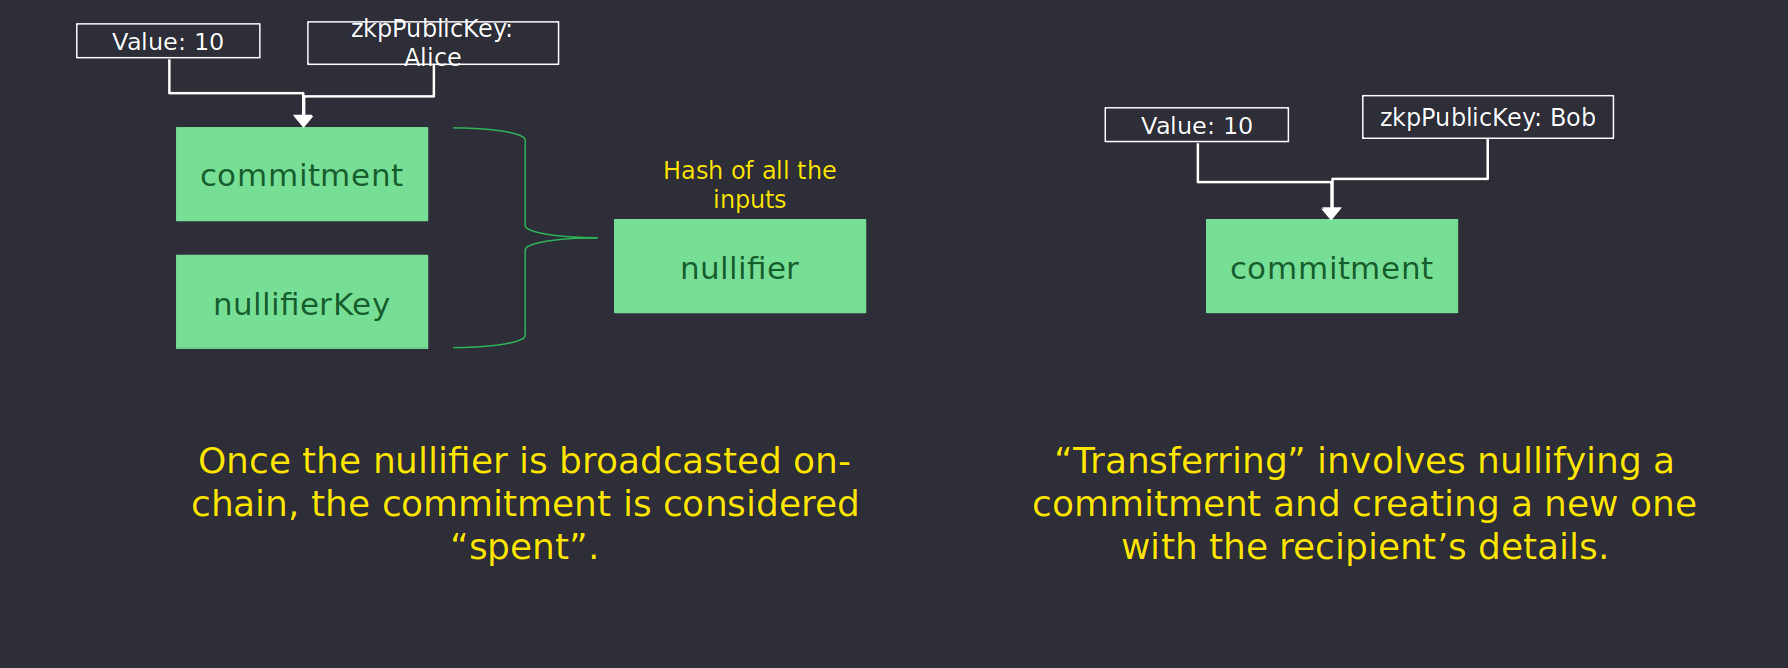 Value: 10
zkpPublicKey:
Alice
commitment
nullifierKey
Hash of all the
inputs
nullifier
Value: 10
zkpPublicKey: Bob
commitment
Once the nullifier is broadcasted on-
chain, the commitment is considered
“spent”.
“Transferring” involves nullifying a
commitment and creating a new one
with the recipient’s details.